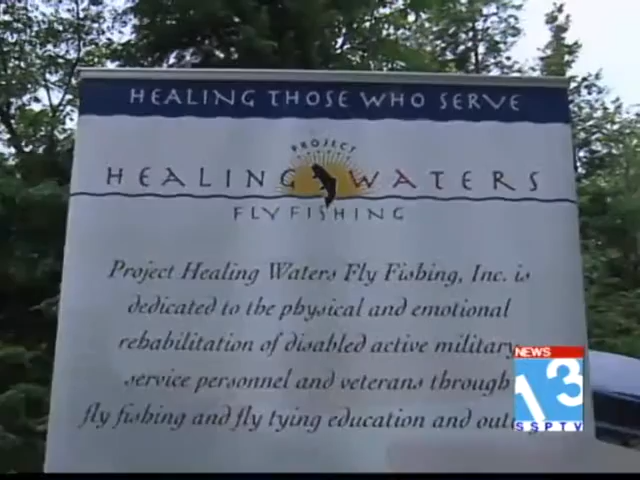 HEALING THOSE WHO SERVE
PROJECT
HEALING WATERS
FLY FISHING
Project Healing Waters Fly Fishing, Inc. is
dedicated to the physical and emotional
rehabilitation of disabled active military
service personnel and veterans through
fly fishing and fly tying education and
NEWS
13
SSPTV